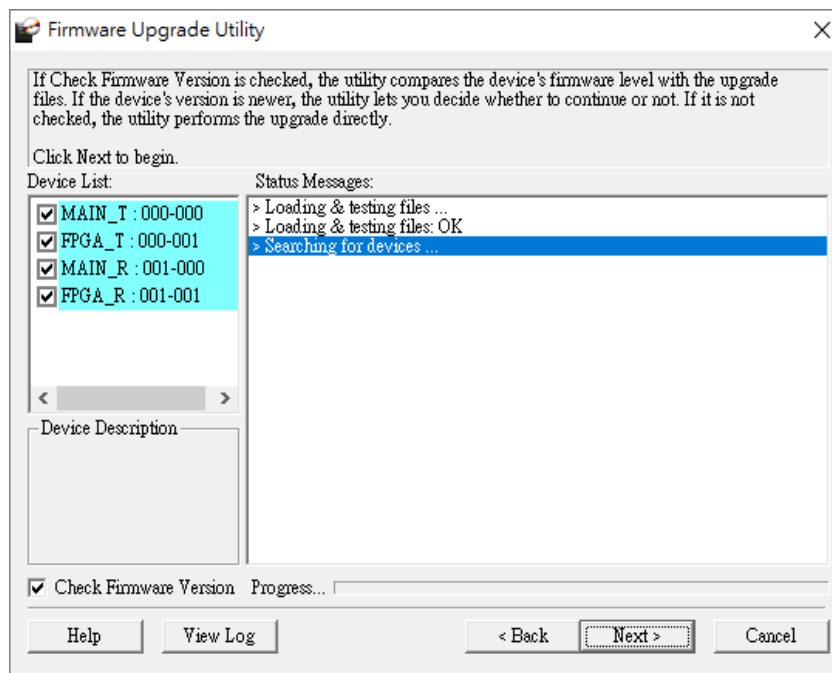 Firmware Upgrade Utility
If Check Firmware Version is checked, the utility compares the device's firmware level with the upgrade
files. If the device's version is newer, the utility lets you decide whether to continue or not. If it is not
checked, the utility performs the upgrade directly.
Click Next to begin.
Device List:
MAIN_T : 000-000
FPGA_T : 000-001
MAIN_R : 001-000
FPGA_R : 001-001
Device Description
Status Messages:
> Loading & testing files ...
> Loading & testing files: OK
> Searching for devices ...
Check Firmware Version
Progress...
Help
View Log
< Back
Next >
Cancel